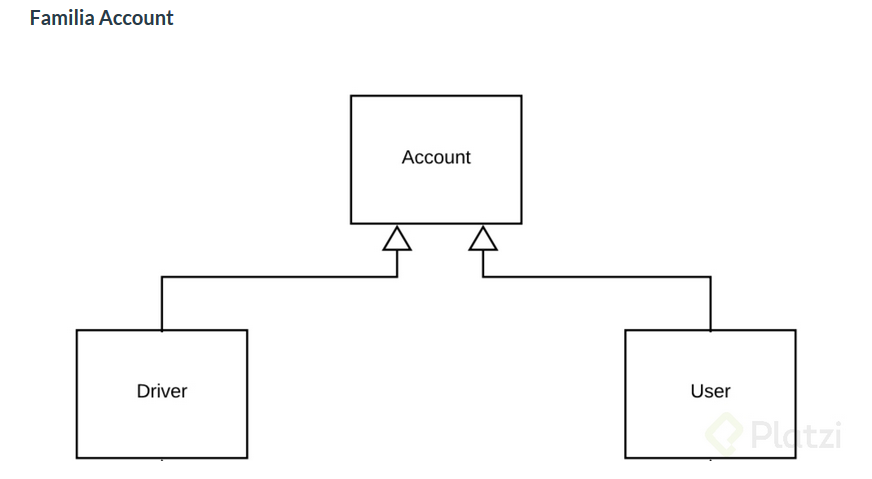 Familia Account
Account
Driver
User
Platzi